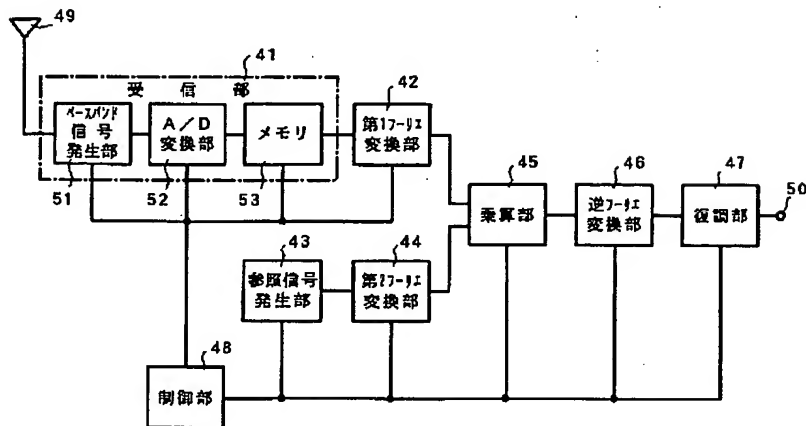 49
41
受信部
42
ベースバンド
信号
発生部
A/D
変換部
メモリ
第1フーリエ
変換部
51
52
53
45
46
47
50
乗算部
逆フーリエ
変換部
復調部
43
44
参照信号
発生部
第2フーリエ
変換部
48
制御部